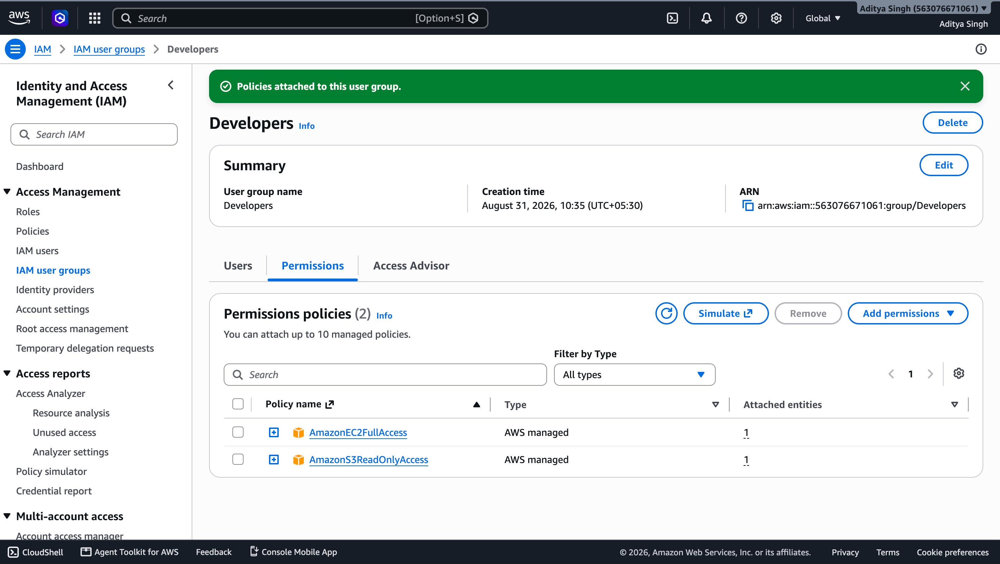 aws
Search [Option+S]
Global
Aditya Singh (563076671061)
Aditya Singh
IAM
IAM user groups
Developers
Identity and Access
Management (IAM)
Search IAM
Dashboard
Access Management
Roles
Policies
IAM users
IAM user groups
Identity providers
Account settings
Root access management
Temporary delegation requests
Access reports
Access Analyzer
Resource analysis
Unused access
Analyzer settings
Policy simulator
Credential report
Multi-account access
Account access manager
Policies attached to this user group.
Developers Info
Delete
Summary
Edit
User group name
Developers
Creation time
August 31, 2026, 10:35 (UTC+05:30)
ARN
arn:aws:iam::563076671061:group/Developers
Users Permissions Access Advisor
Permissions policies (2) Info
Simulate Remove Add permissions
You can attach up to 10 managed policies.
Filter by Type
Search All types 1
Policy name Type Attached entities
AmazonEC2FullAccess AWS managed 1
AmazonS3ReadOnlyAccess AWS managed 1
CloudShell Agent Toolkit for AWS Feedback Console Mobile App © 2026, Amazon Web Services, Inc. or its affiliates. Privacy Terms Cookie preferences